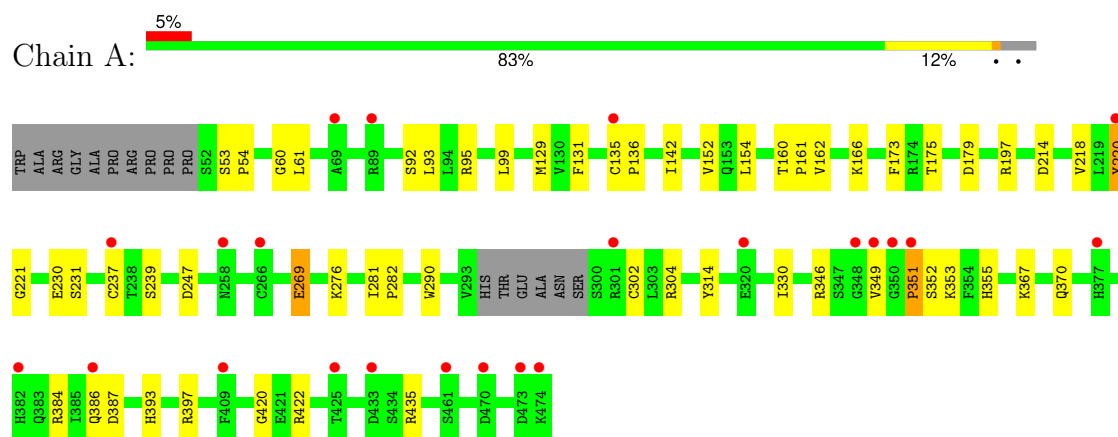 5%
Chain A:
83% 12% • •
TRP ALA ARG GLY ALA PRO ARG PRO PRO PRO S52 S53 P54 G60 L61 A69 R89 S92 L93 L94 R95 L99 M129 V130 F131 C135 P136 I142 V152 Q153 L154 T160 P161 V162 K166 F173 R174 T175 D179 R197 D214 V218 L219
G221 E230 S231 C237 T238 S239 D247 N258 C266 E269 K276 I281 P282 W290 V293 HIS THR GLU ALA ASN SER S300 R301 C302 L303 R304 Y314 E320 I330 R346 S347 G348 V349 G350 P351 S352 K353 F354 H355 K367 Q370 H377
H382 Q383 R384 I385 Q386 D387 H393 R397 F409 G420 E421 R422 T425 D433 S434 R435 S461 D470 D473 K474